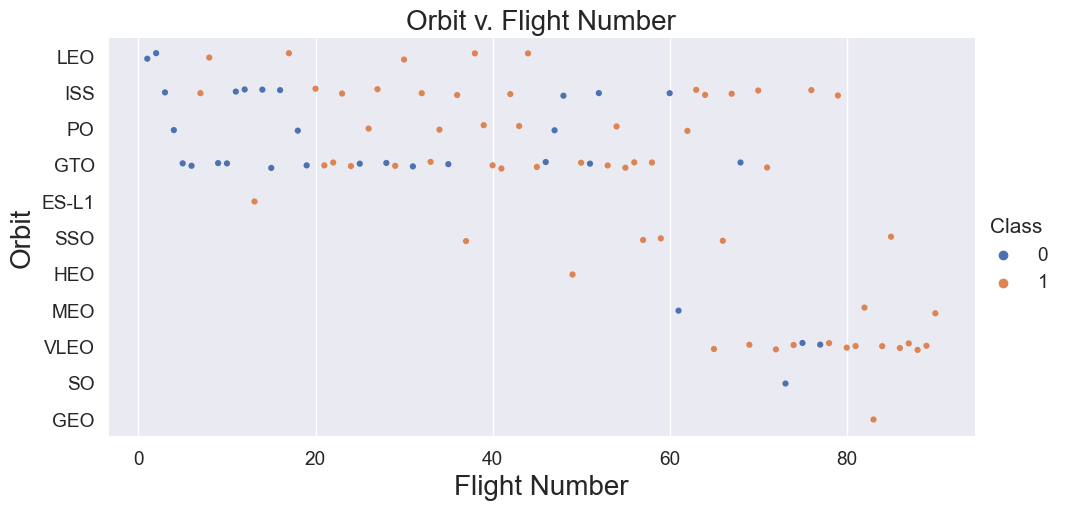 Orbit v. Flight Number
LEO
ISS
PO
GTO
ES-L1
SSO
HEO
MEO
VLEO
SO
GEO
Orbit
0
20
40
60
80
Flight Number
Class
0
1